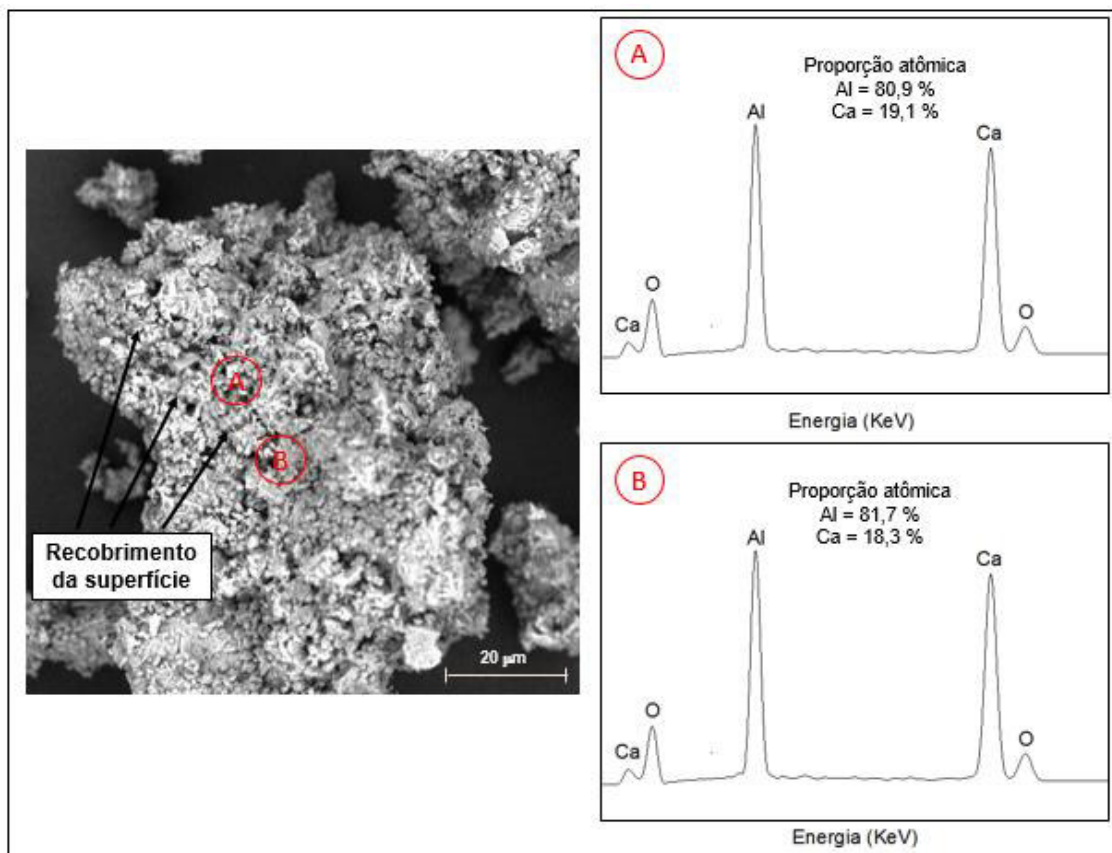 A
B
Recobrimento
da superfície
20 µm
A
Proporção atômica
Al = 80,9 %
Ca = 19,1 %
Al
Ca
O
Ca
O
Energia (KeV)
B
Proporção atômica
Al = 81,7 %
Ca = 18,3 %
Al
Ca
O
Ca
O
Energia (KeV)